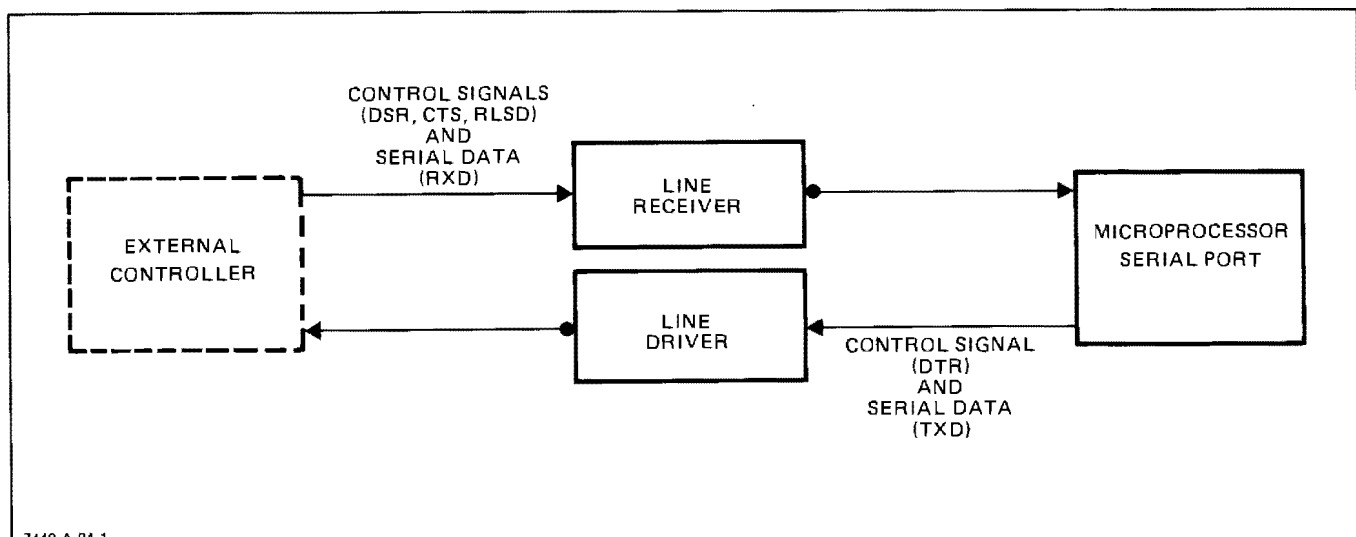 CONTROL SIGNALS
(DSR, CTS, RLSD)
AND
SERIAL DATA
(RXD)
EXTERNAL
CONTROLLER
LINE
RECEIVER
MICROPROCESSOR
SERIAL PORT
LINE
DRIVER
CONTROL SIGNAL
(DTR)
AND
SERIAL DATA
(TXD)